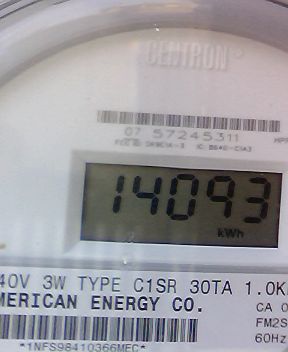 CENTRON
07 57245311
14093
kWh
40V 3W TYPE C1SR 30TA 1.0K
MERICAN ENERGY CO.
CA 0
FM2S
60Hz
*1NFS98410366MEC*